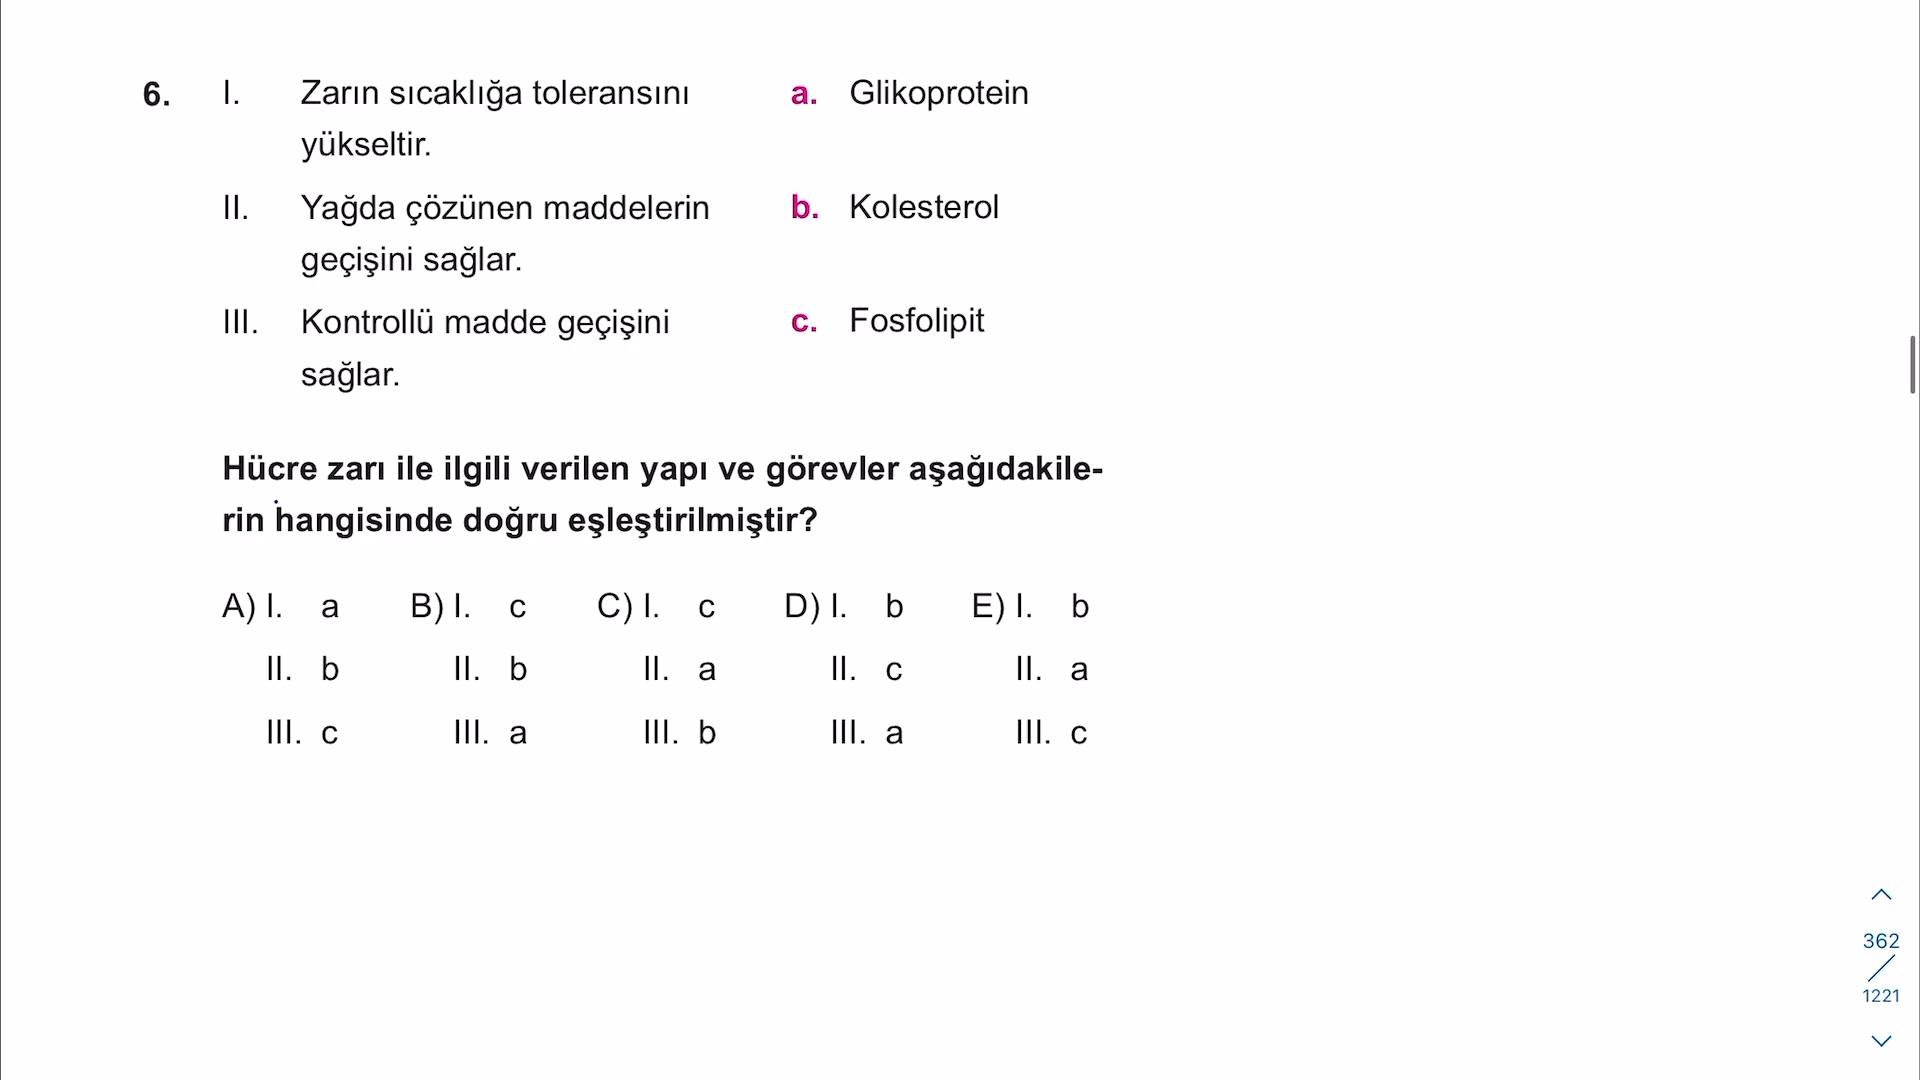 6. I. Zarın sıcaklığa toleransını a. Glikoprotein
yükseltir.
II. Yağda çözünen maddelerin b. Kolesterol
geçişini sağlar.
III. Kontrollü madde geçişini c. Fosfolipit
sağlar.
Hücre zarı ile ilgili verilen yapı ve görevler aşağıdakile-
rin hangisinde doğru eşleştirilmiştir?
A) I. a B) I. c C) I. c D) I. b E) I. b
II. b II. b II. a II. c II. a
III. c III. a III. b III. a III. c
362
/
1221